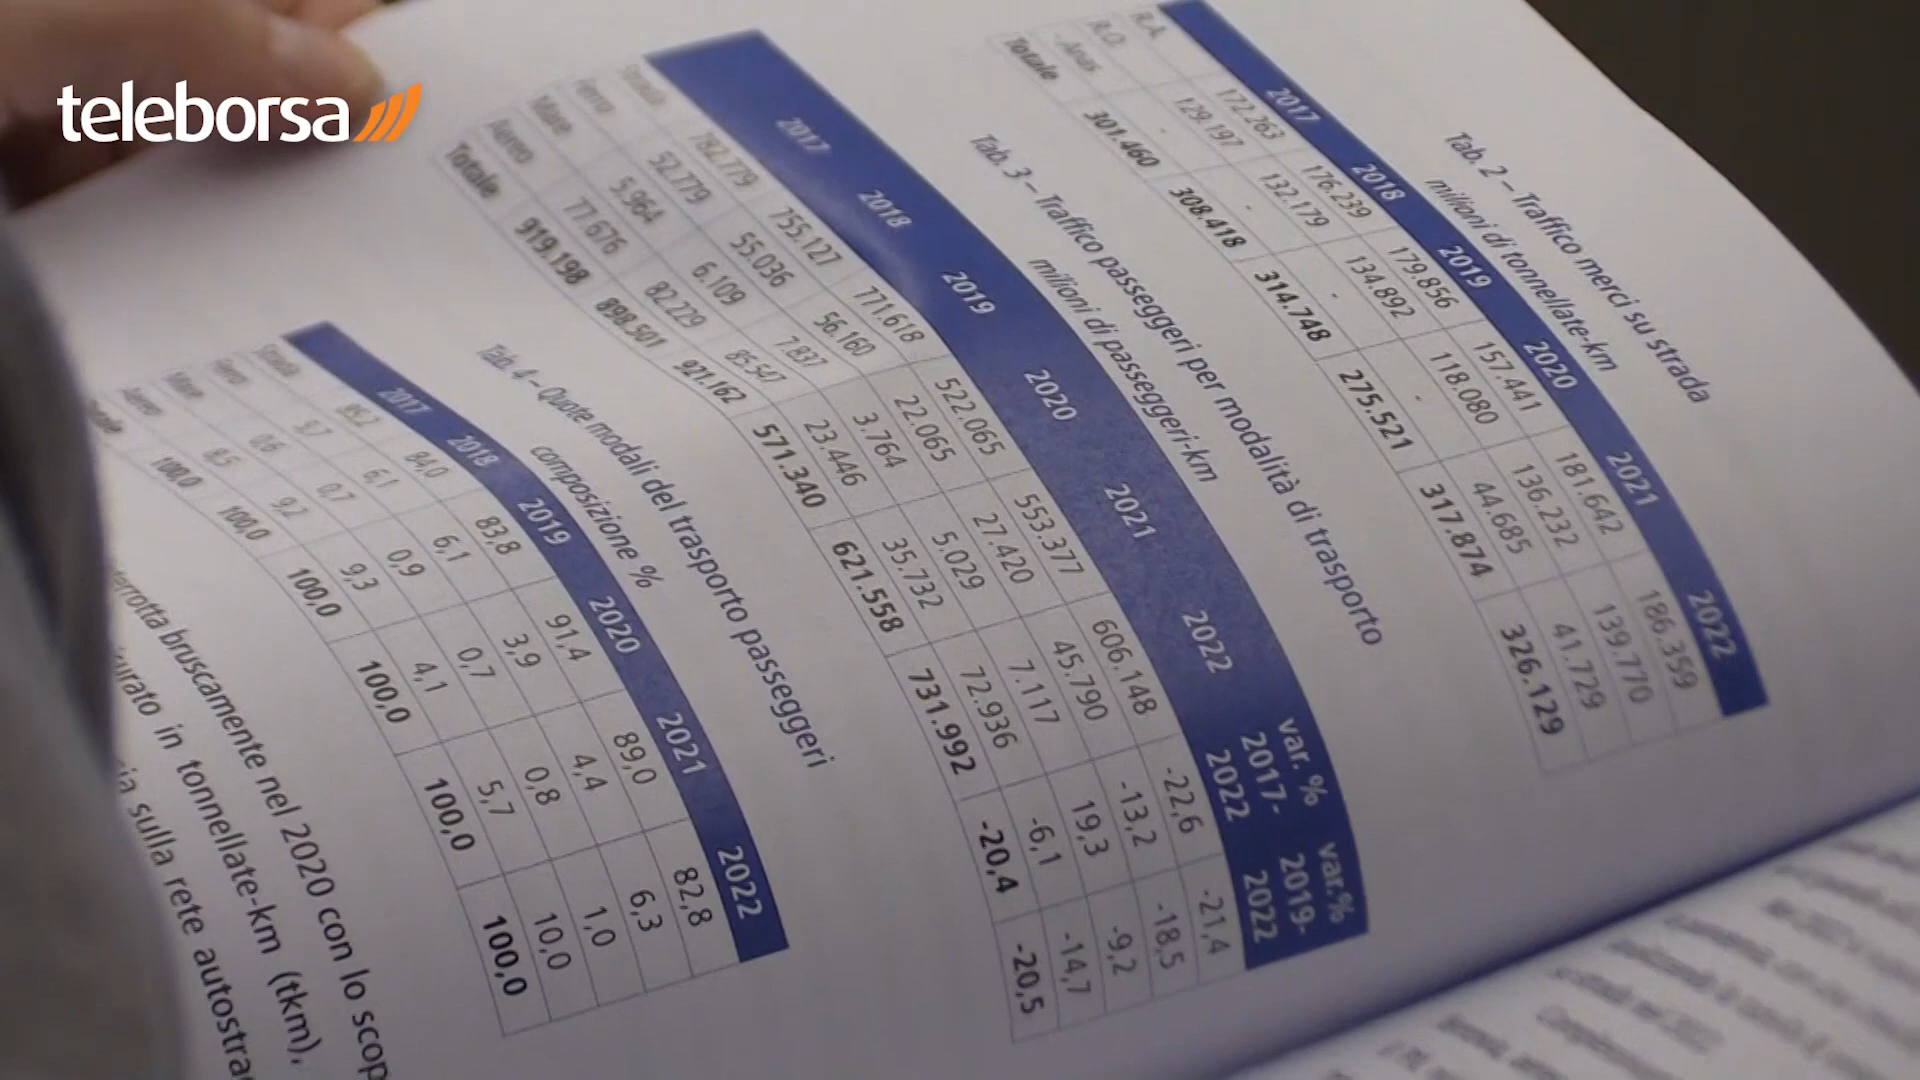 teleborsa
Tab. 2 – Traffico merci su strada
milioni di tonnellate-km
2017 2018 2019 2020 2021 2022
R.A. 172.263 176.239 179.856 157.441 181.642 186.359
R.O. 129.197 132.179 134.892 118.080 136.232 139.770
- Anas - - - - 44.685 41.729
Totale 301.460 308.418 314.748 275.521 317.874 326.129
Tab. 3 – Traffico passeggeri per modalità di trasporto
milioni di passeggeri-km
2017 2018 2019 2020 2021 2022 var. % 2017-2022 var.% 2019-2022
Strada 782.779 755.127 771.618 522.065 553.377 606.148 -22,6 -21,4
Ferro 52.779 55.036 56.160 22.065 27.420 45.790 -13,2 -18,5
Mare 5.964 6.109 7.837 3.764 5.029 7.117 19,3 -9,2
Aereo 77.676 82.229 85.547 23.446 35.732 72.936 -6,1 -14,7
Totale 919.198 898.501 921.162 571.340 621.558 731.992 -20,4 -20,5
Tab. 4 – Quote modali del trasporto passeggeri
composizione %
2017 2018 2019 2020 2021 2022
Strada 85,2 84,0 83,8 91,4 89,0 82,8
Ferro 5,7 6,1 6,1 3,9 4,4 6,3
Mare 0,6 0,7 0,9 0,7 0,8 1,0
Aereo 8,5 9,2 9,3 4,1 5,7 10,0
Totale 100,0 100,0 100,0 100,0 100,0 100,0
bruscamente nel 2020 con lo
in tonnellate-km (tkm),
sulla rete